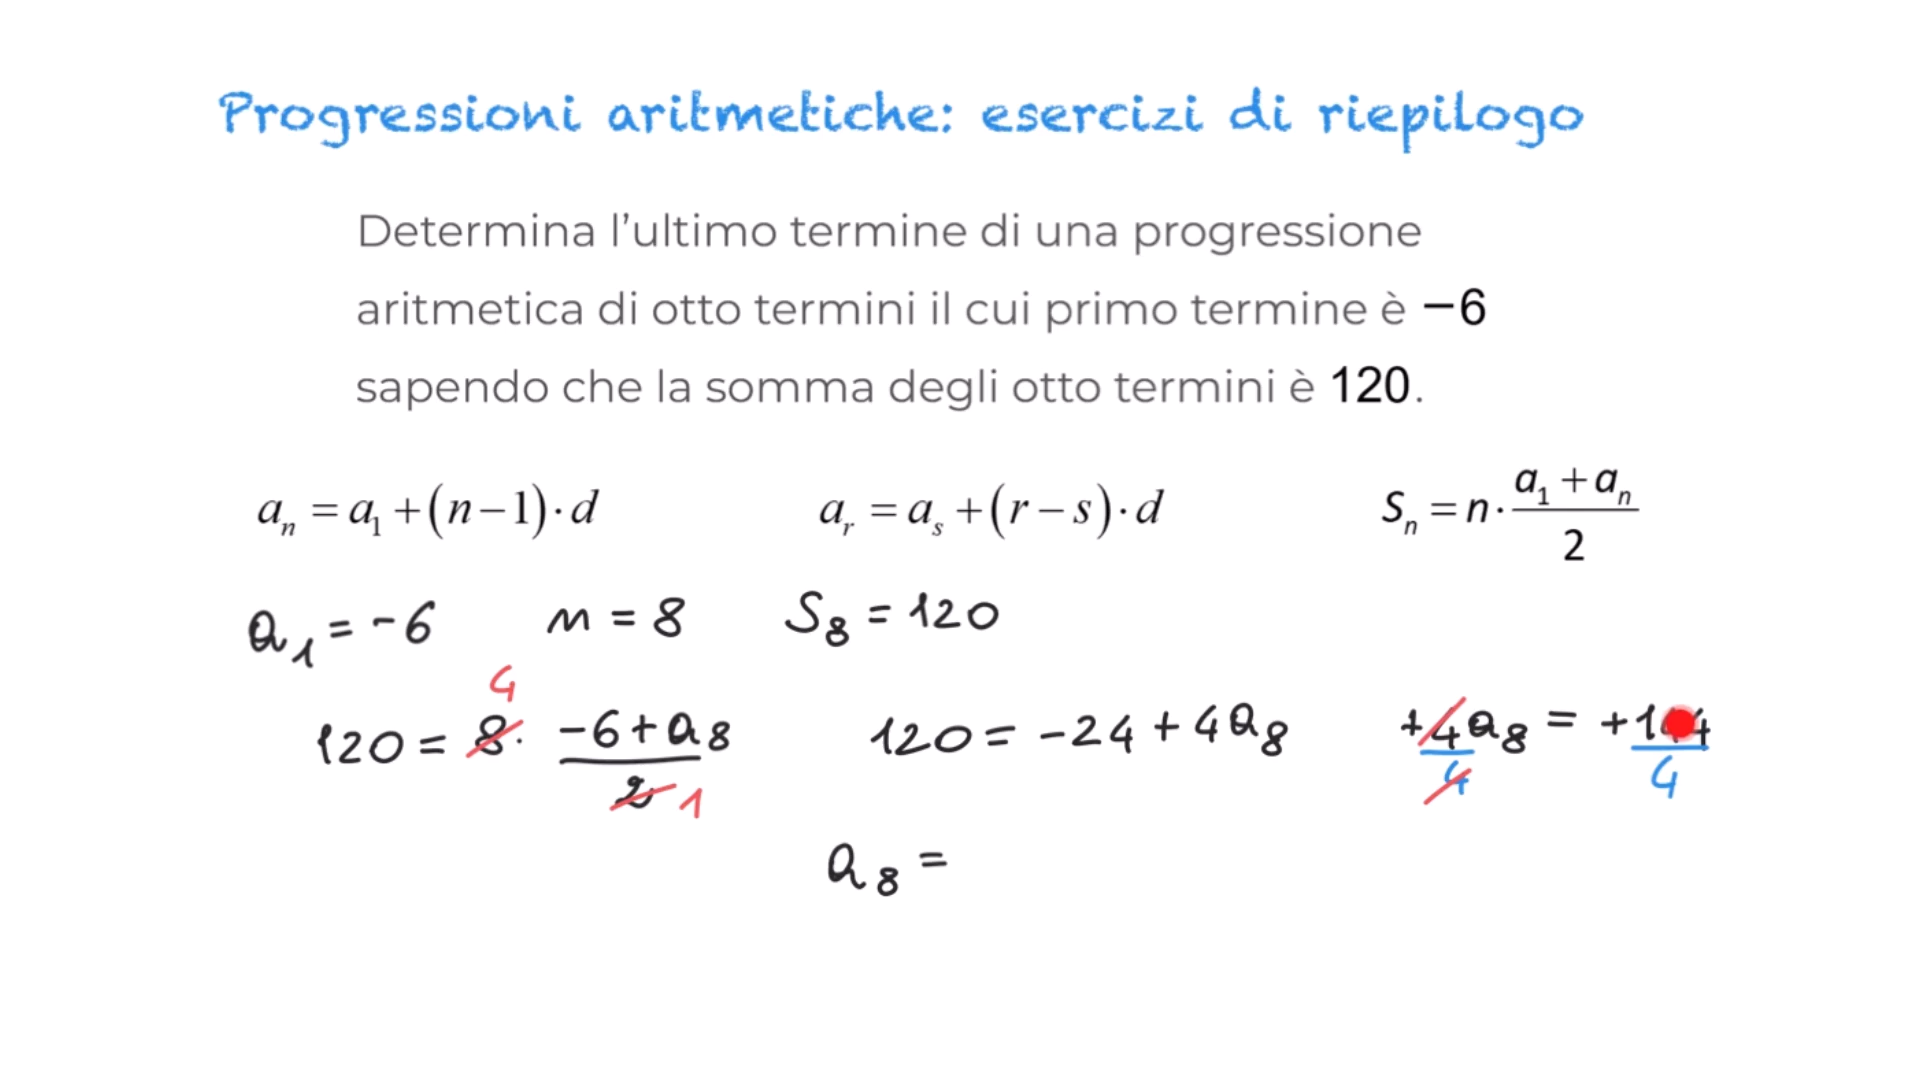 Progressioni aritmetiche: esercizi di riepilogo
Determina l’ultimo termine di una progressione
aritmetica di otto termini il cui primo termine è −6
sapendo che la somma degli otto termini è 120.
aₙ = a₁ + (n−1)·d   aᵣ = aₛ + (r−s)·d   Sₙ = n· (a₁+aₙ)/2
a₁ = -6   n = 8   S₈ = 120
4
120 = 8 · (-6+a₈)/2 1   120 = -24 + 4a₈   +4a₈/4 = +144/4
a₈ =